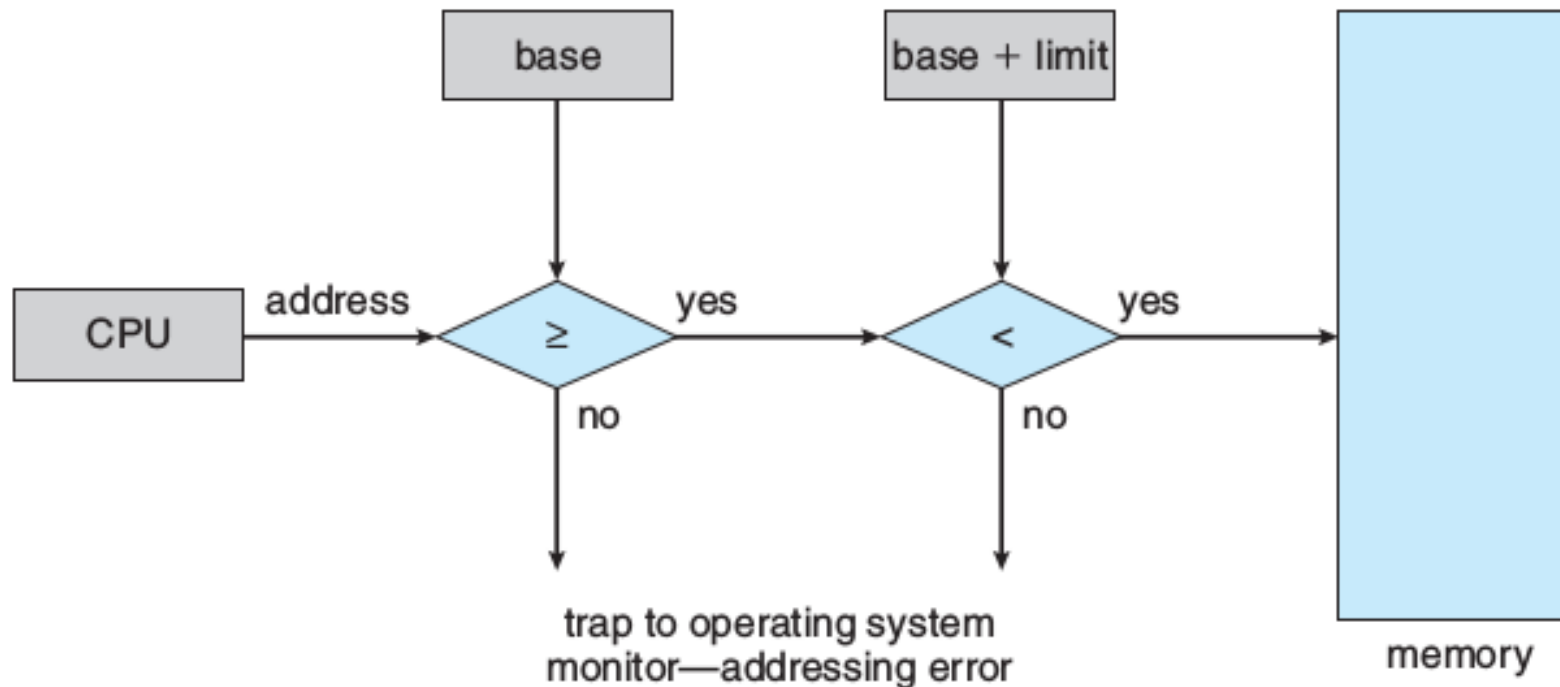 base
base + limit
CPU
address
≥
yes
<
yes
no
no
trap to operating system
monitor—addressing error
memory